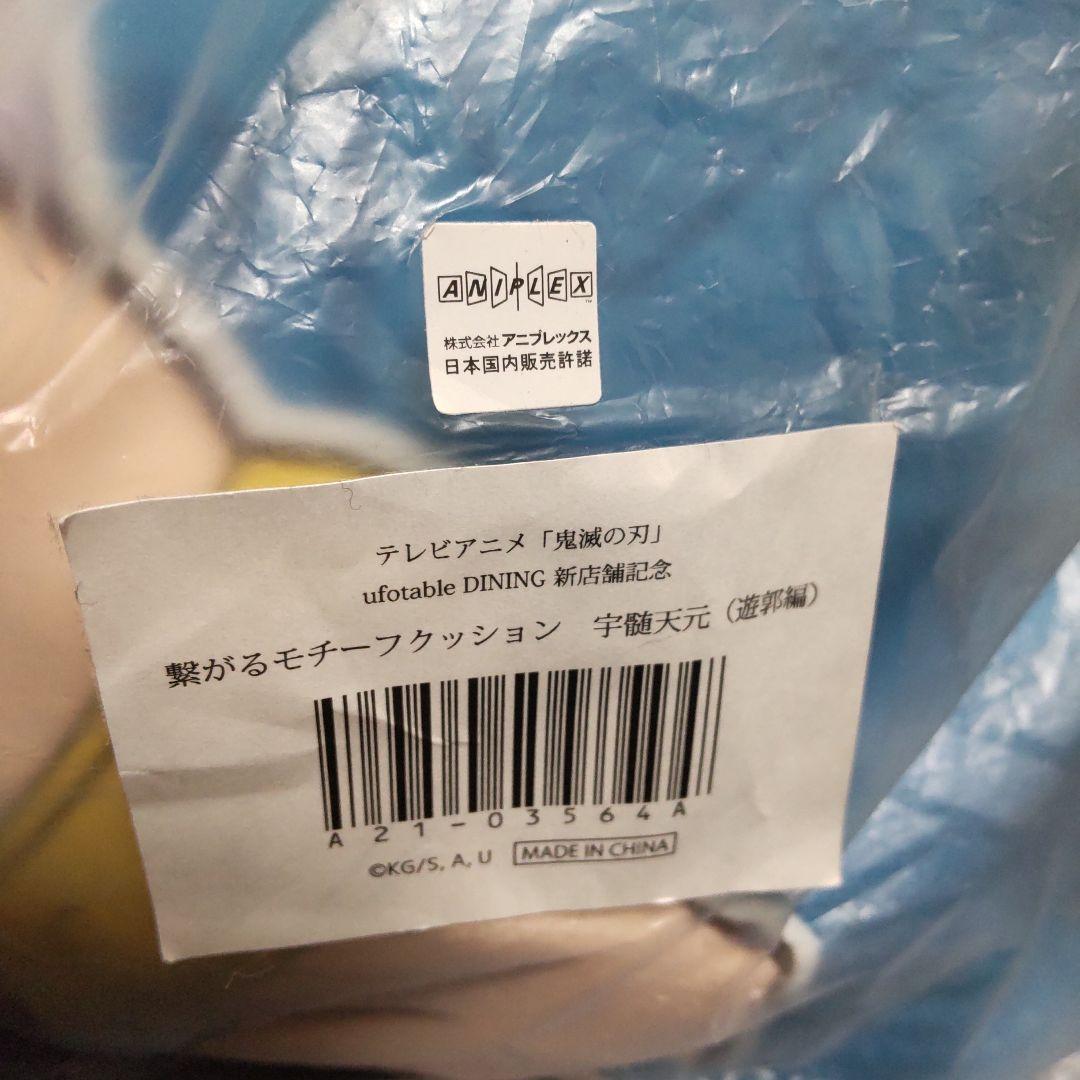 ANIPLEX™
株式会社 アニプレックス
日本国内販売許諾
テレビアニメ「鬼滅の刃」
ufotable DINING 新店舗記念
繋がるモチーフクッション　宇髄天元（遊郭編）
A21-03564A
©KG/S, A, U MADE IN CHINA